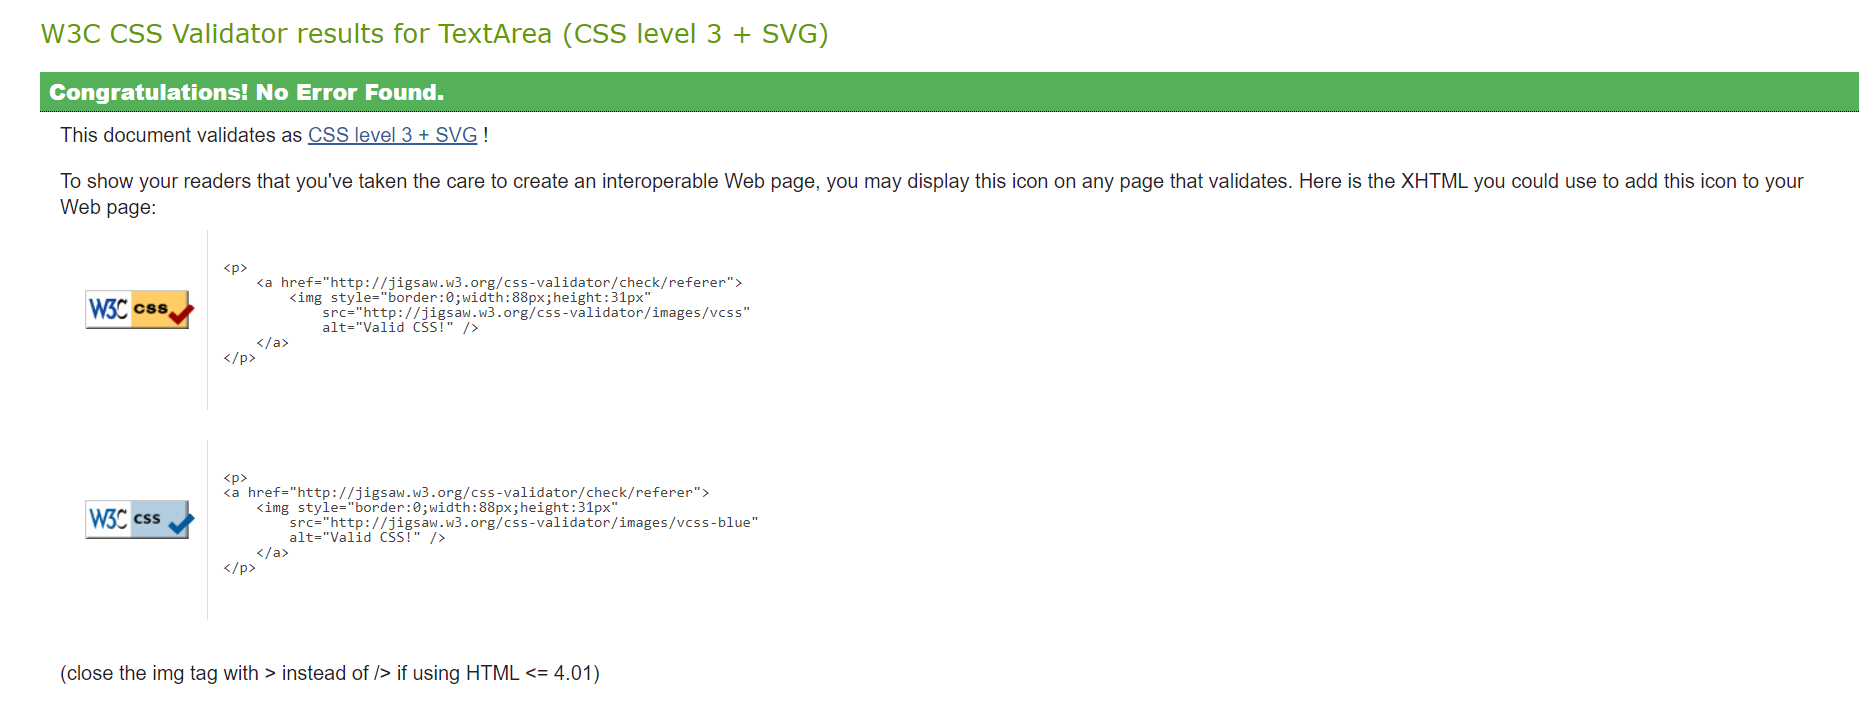 W3C CSS Validator results for TextArea (CSS level 3 + SVG)
Congratulations! No Error Found.
This document validates as CSS level 3 + SVG !
To show your readers that you've taken the care to create an interoperable Web page, you may display this icon on any page that validates. Here is the XHTML you could use to add this icon to your
Web page:
W3C css
<p>
    <a href="http://jigsaw.w3.org/css-validator/check/referer">
        <img style="border:0;width:88px;height:31px"
            src="http://jigsaw.w3.org/css-validator/images/vcss"
            alt="Valid CSS!" />
    </a>
</p>
W3C css
<p>
<a href="http://jigsaw.w3.org/css-validator/check/referer">
    <img style="border:0;width:88px;height:31px"
        src="http://jigsaw.w3.org/css-validator/images/vcss-blue"
        alt="Valid CSS!" />
    </a>
</p>
(close the img tag with > instead of /> if using HTML <= 4.01)